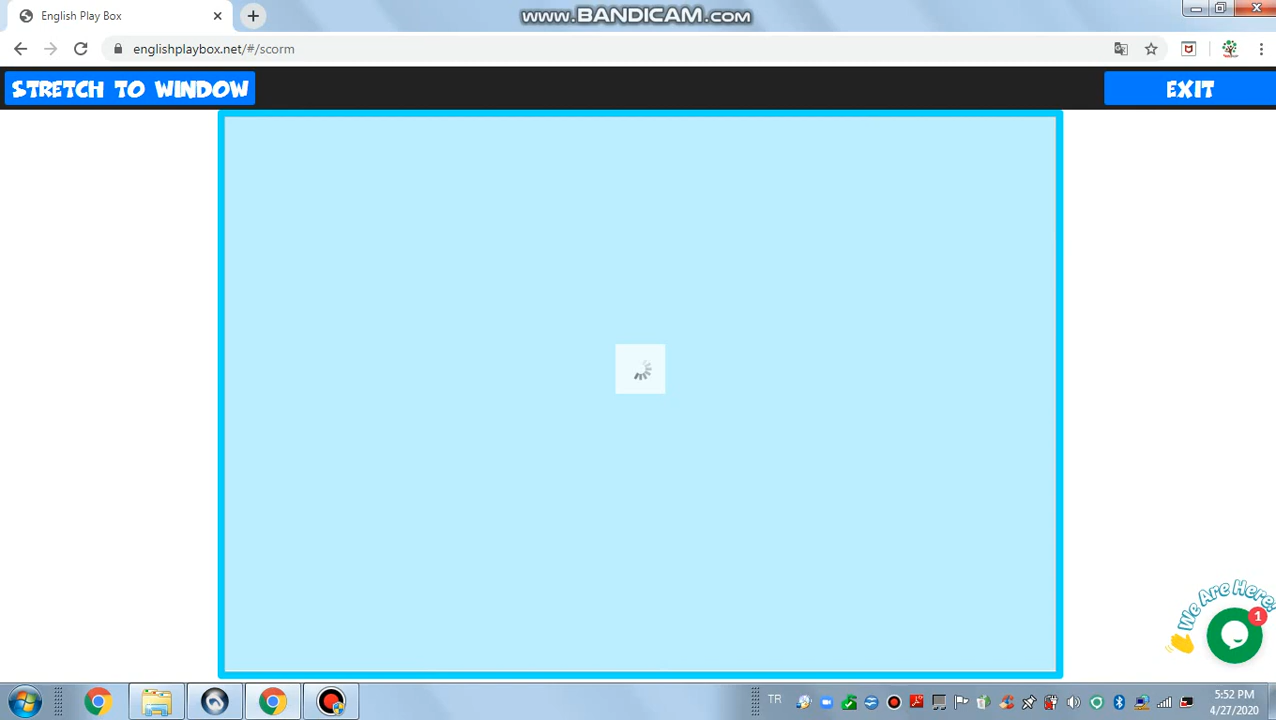 English Play Box
www.BANDICAM.com
englishplaybox.net/#/scorm
STRETCH TO WINDOW
EXIT
We Are Here!
1
TR
5:52 PM
4/27/2020